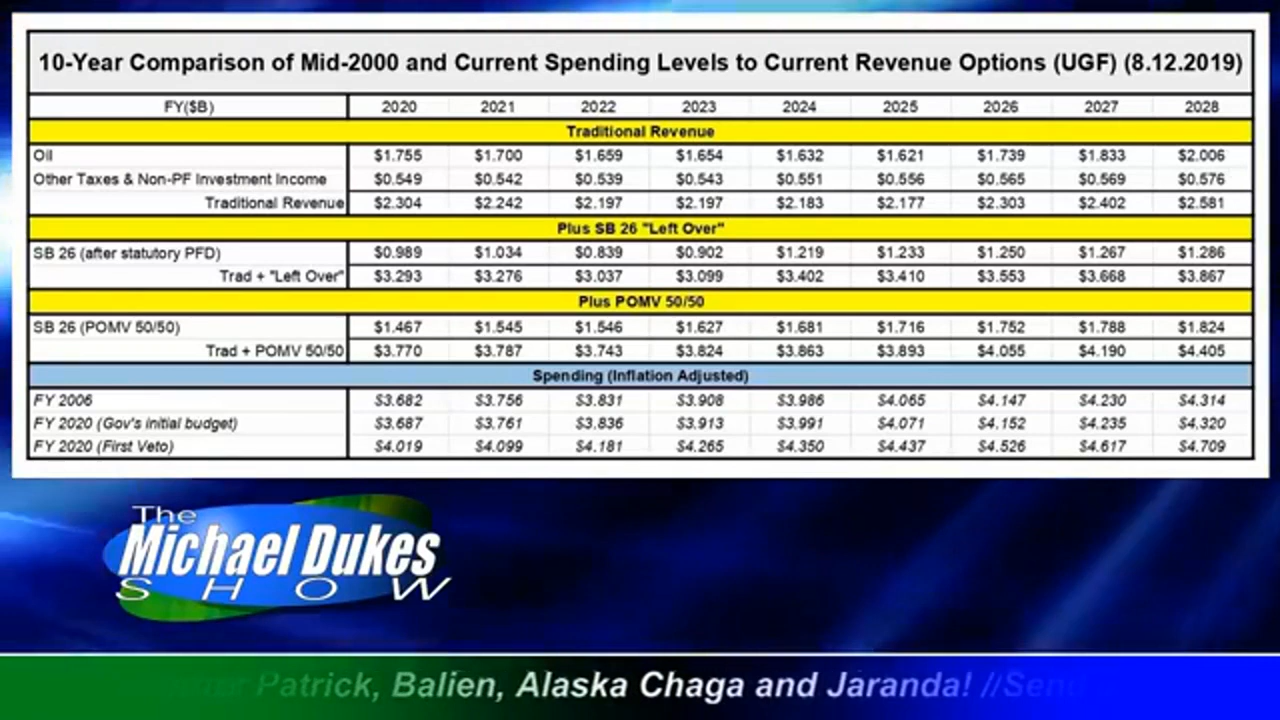 10-Year Comparison of Mid-2000 and Current Spending Levels to Current Revenue Options (UGF) (8.12.2019)
FY($B) 2020 2021 2022 2023 2024 2025 2026 2027 2028
Traditional Revenue
Oil $1.755 $1.700 $1.659 $1.654 $1.632 $1.621 $1.739 $1.833 $2.006
Other Taxes & Non-PF Investment Income $0.549 $0.542 $0.539 $0.543 $0.551 $0.556 $0.565 $0.569 $0.576
Traditional Revenue $2.304 $2.242 $2.197 $2.197 $2.183 $2.177 $2.303 $2.402 $2.581
Plus SB 26 "Left Over"
SB 26 (after statutory PFD) $0.989 $1.034 $0.839 $0.902 $1.219 $1.233 $1.250 $1.267 $1.286
Trad + "Left Over" $3.293 $3.276 $3.037 $3.099 $3.402 $3.410 $3.553 $3.668 $3.867
Plus POMV 50/50
SB 26 (POMV 50/50) $1.467 $1.545 $1.546 $1.627 $1.681 $1.716 $1.752 $1.788 $1.824
Trad + POMV 50/50 $3.770 $3.787 $3.743 $3.824 $3.863 $3.893 $4.055 $4.190 $4.405
Spending (Inflation Adjusted)
FY 2006 $3.682 $3.756 $3.831 $3.908 $3.986 $4.065 $4.147 $4.230 $4.314
FY 2020 (Gov's initial budget) $3.687 $3.761 $3.836 $3.913 $3.991 $4.071 $4.152 $4.235 $4.320
FY 2020 (First Veto) $4.019 $4.099 $4.181 $4.265 $4.350 $4.437 $4.526 $4.617 $4.709
The
Michael Dukes
SHOW
Patrick, Balien, Alaska Chaga and Jaranda! //Send